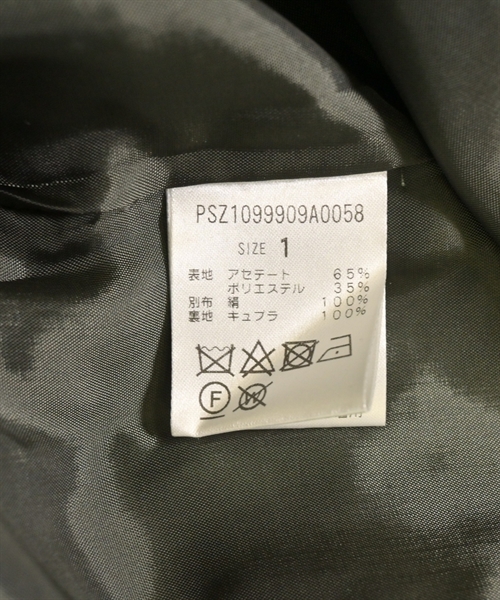 PSZ1099909A0058
SIZE 1
表地 アセテート 65%
ポリエステル 35%
別布 絹 100%
裏地 キュプラ 100%
F W